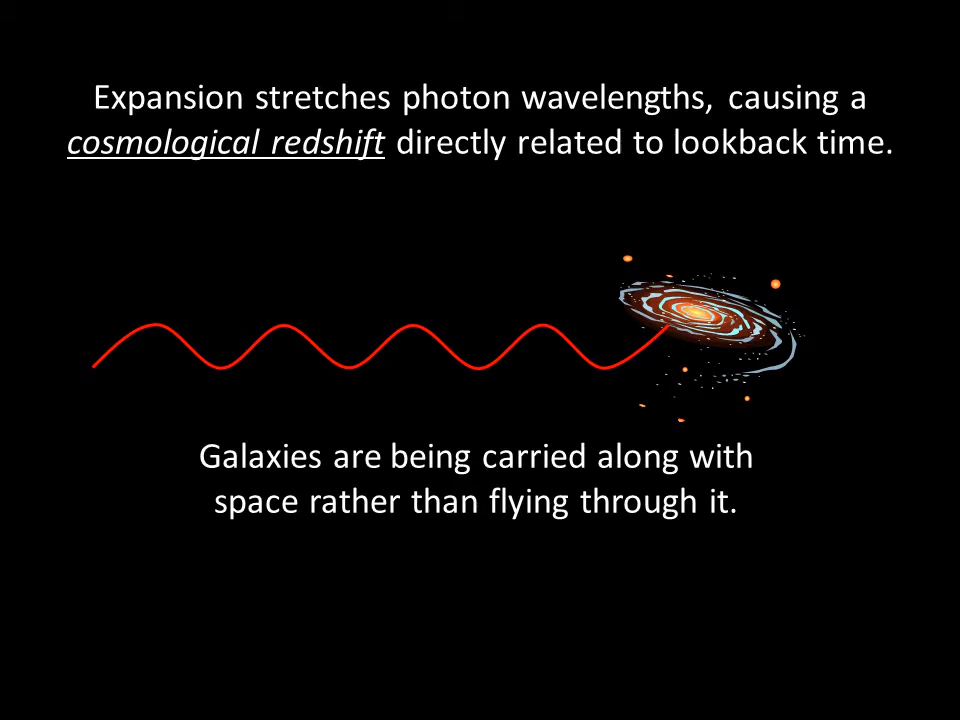 Expansion stretches photon wavelengths, causing a
cosmological redshift directly related to lookback time.
Galaxies are being carried along with
space rather than flying through it.